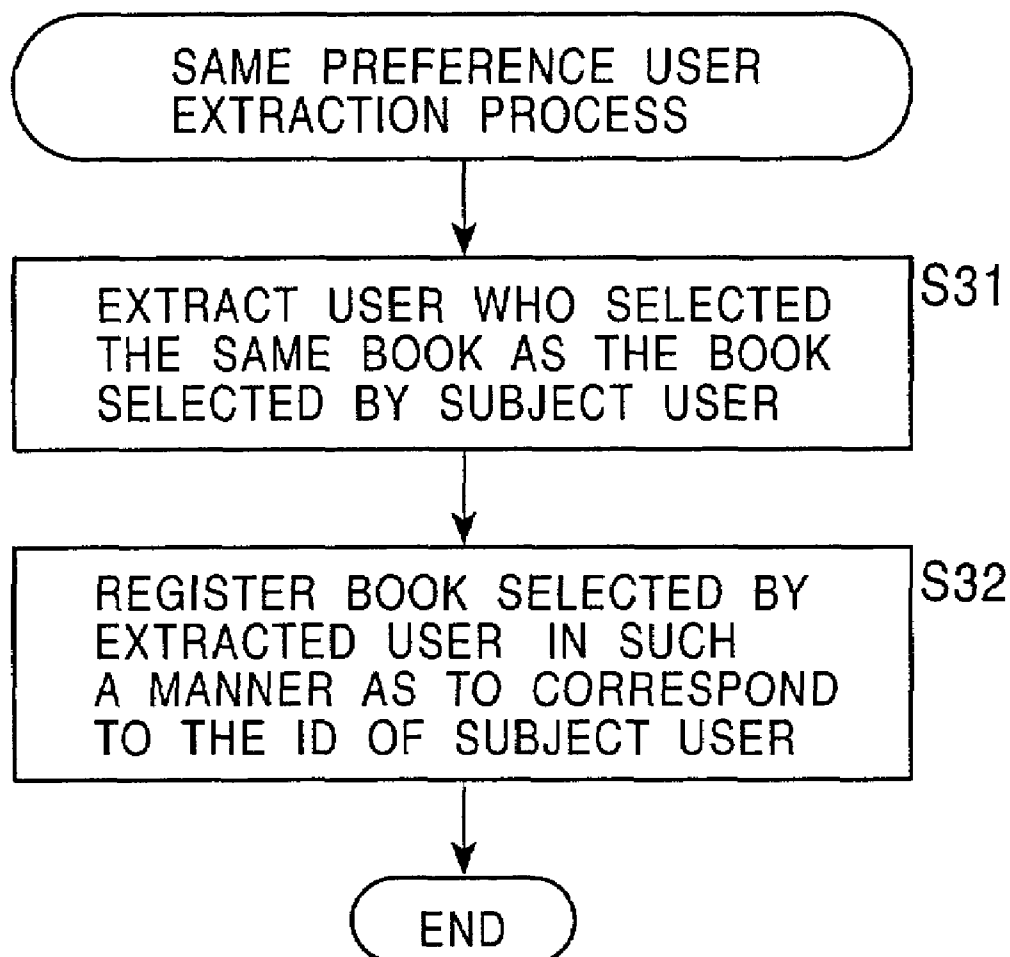 SAME PREFERENCE USER
EXTRACTION PROCESS
EXTRACT USER WHO SELECTED
THE SAME BOOK AS THE BOOK
SELECTED BY SUBJECT USER
S31
REGISTER BOOK SELECTED BY
EXTRACTED USER IN SUCH
A MANNER AS TO CORRESPOND
TO THE ID OF SUBJECT USER
S32
END